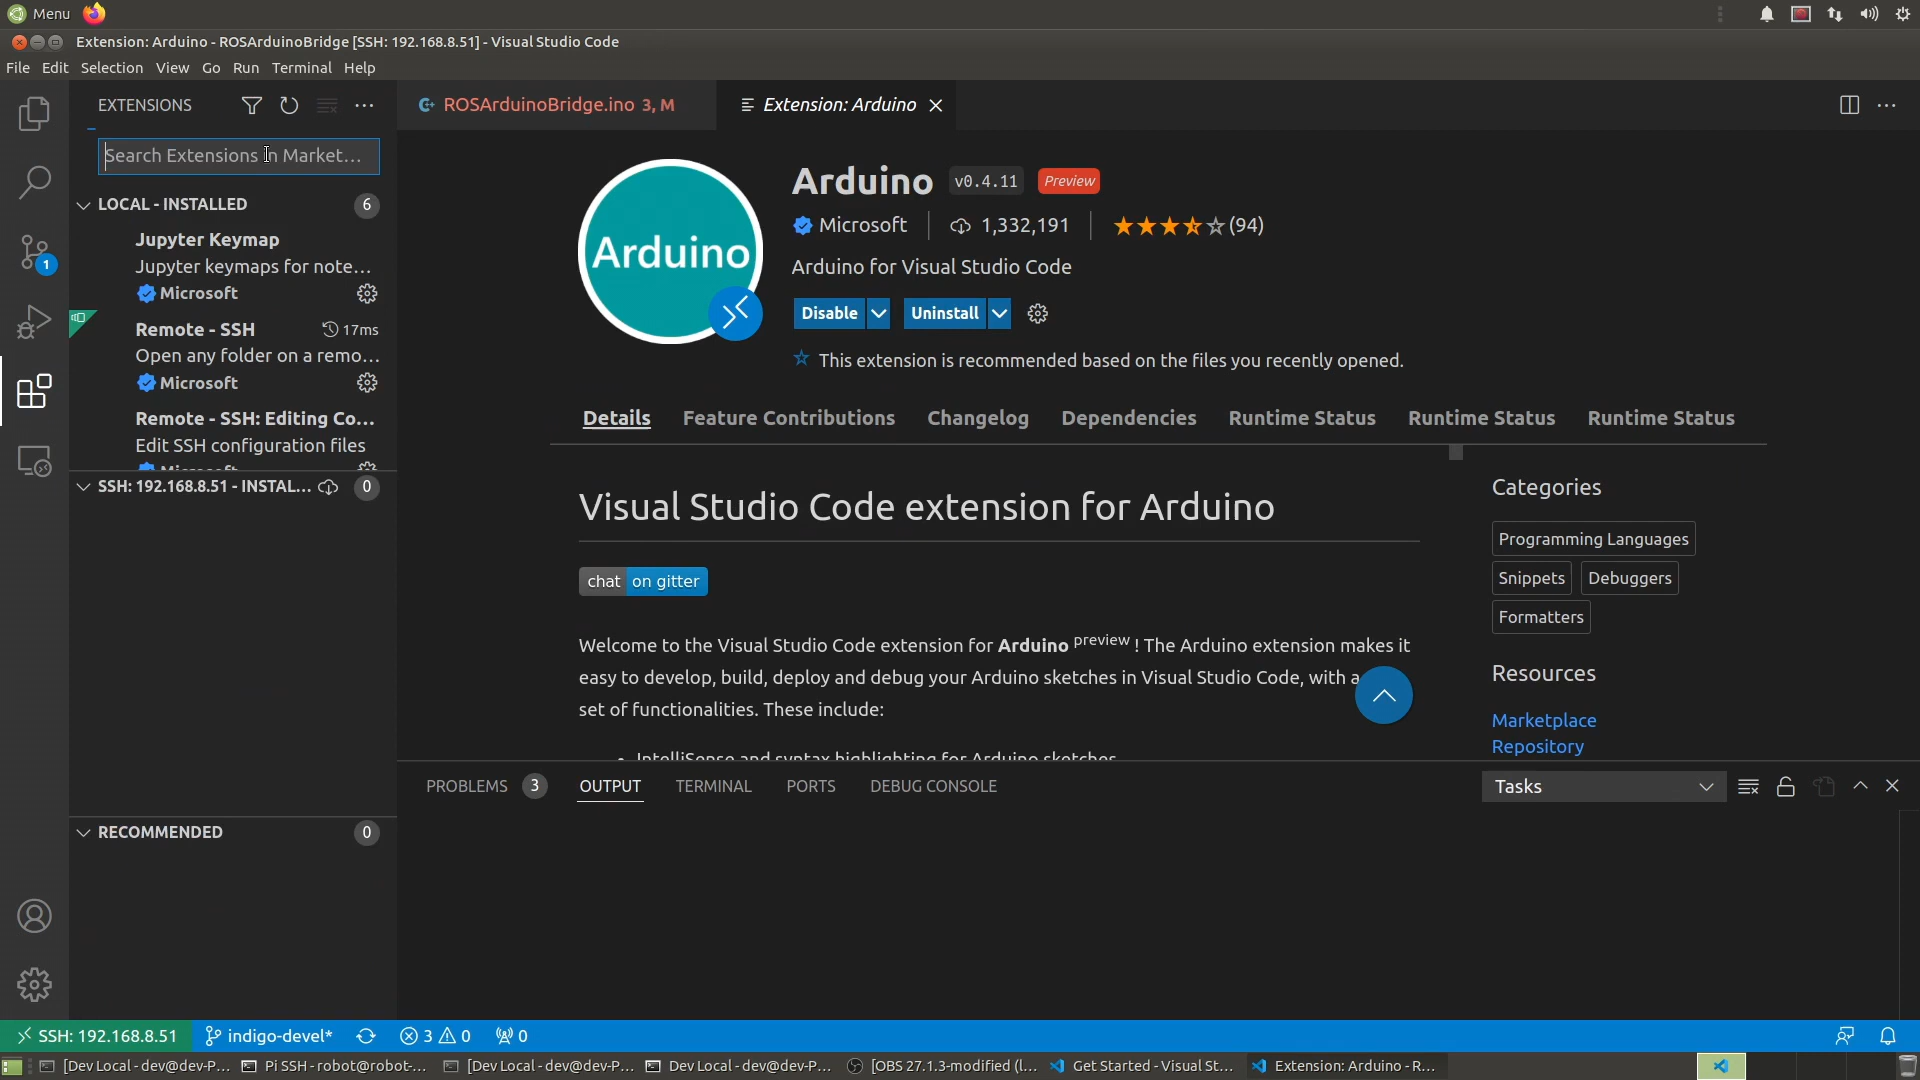 Menu
Extension: Arduino - ROSArduinoBridge [SSH: 192.168.8.51] - Visual Studio Code
File Edit Selection View Go Run Terminal Help
EXTENSIONS
Search Extensions in Market...
LOCAL - INSTALLED 6
Jupyter Keymap
Jupyter keymaps for note...
Microsoft
Remote - SSH 17ms
Open any folder on a remo...
Microsoft
Remote - SSH: Editing Co...
Edit SSH configuration files
Microsoft
SSH: 192.168.8.51 - INSTAL... 0
RECOMMENDED 0
ROSArduinoBridge.ino 3, M
Extension: Arduino
Arduino
Arduino v0.4.11 Preview
Microsoft 1,332,191 (94)
Arduino for Visual Studio Code
Disable Uninstall
This extension is recommended based on the files you recently opened.
Details Feature Contributions Changelog Dependencies Runtime Status Runtime Status Runtime Status
Visual Studio Code extension for Arduino
chat on gitter
Welcome to the Visual Studio Code extension for Arduino preview ! The Arduino extension makes it
easy to develop, build, deploy and debug your Arduino sketches in Visual Studio Code, with a
set of functionalities. These include:
• IntelliSense and syntax highlighting for Arduino sketches
Categories
Programming Languages
Snippets Debuggers
Formatters
Resources
Marketplace
Repository
PROBLEMS 3 OUTPUT TERMINAL PORTS DEBUG CONSOLE Tasks
1
SSH: 192.168.8.51 indigo-devel* 3 0 0
[Dev Local - dev@dev-P... Pi SSH - robot@robot-... [Dev Local - dev@dev-P... Dev Local - dev@dev-P... [OBS 27.1.3-modified (l... Get Started - Visual St... Extension: Arduino - R...